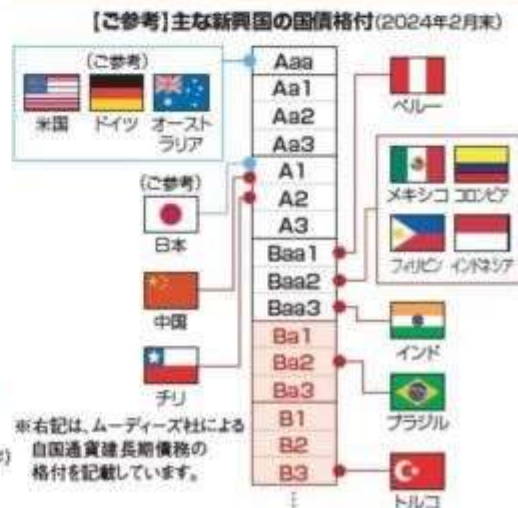 【ご参考】主な新興国の国債格付(2024年2月末)
(ご参考)
米国
ドイツ
オースト
ラリア
(ご参考)
日本
中国
チリ
※右記は、ムーディーズ社による
自国通貨建長期債務の
格付を記載しています。
Aaa
Aa1
Aa2
Aa3
A1
A2
A3
Baa1
Baa2
Baa3
Ba1
Ba2
Ba3
B1
B2
B3
⋮
ペルー
メキシコ
コロンビア
フィリピン
インドネシア
インド
ブラジル
トルコ